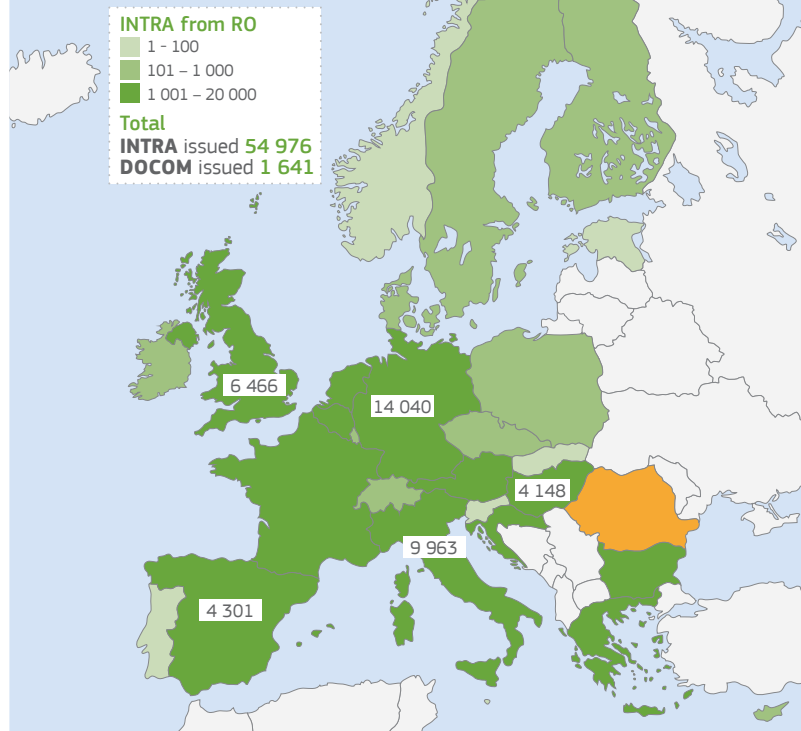 INTRA from RO
1 - 100
101 – 1 000
1 001 – 20 000
Total
INTRA issued 54 976
DOCOM issued 1 641
6 466
14 040
4 148
9 963
4 301